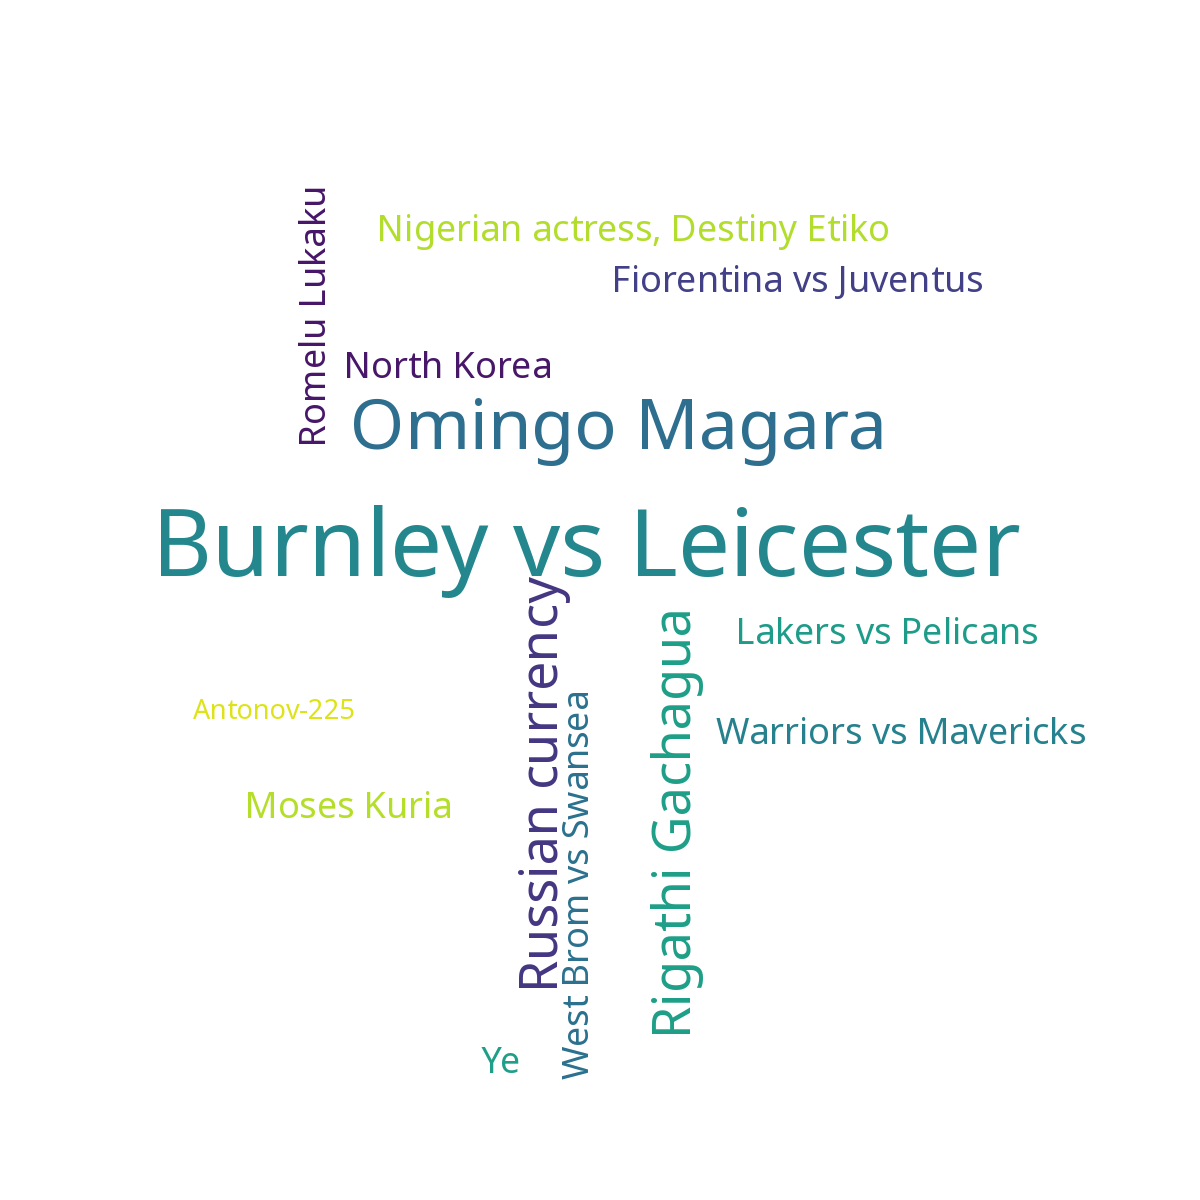 Romelu Lukaku
Nigerian actress, Destiny Etiko
Fiorentina vs Juventus
North Korea
Omingo Magara
Burnley vs Leicester
Russian currency
Rigathi Gachagua
Lakers vs Pelicans
West Brom vs Swansea
Antonov-225
Warriors vs Mavericks
Moses Kuria
Ye